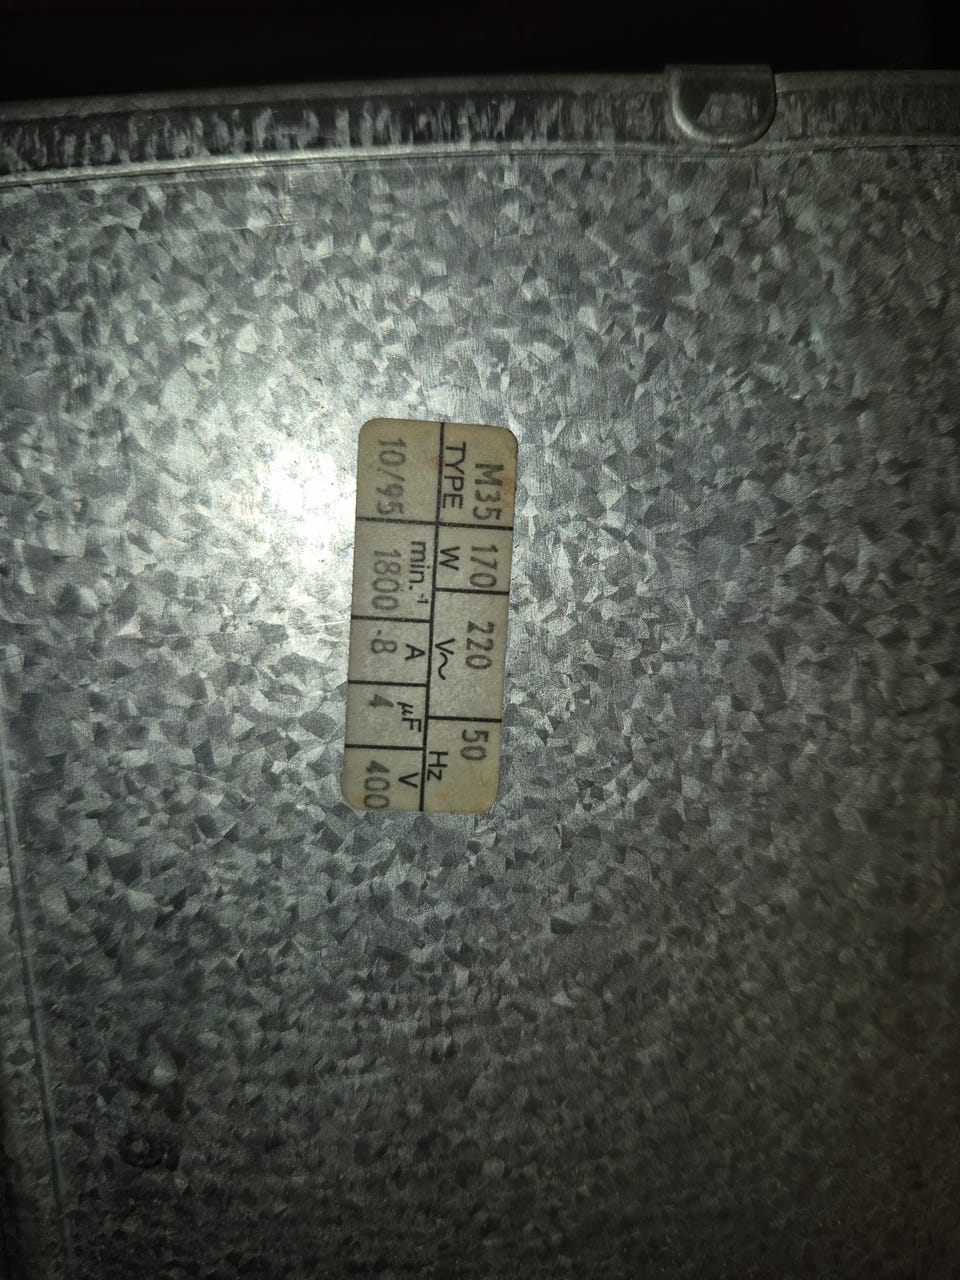 M35 170 220 50
TYPE W V~ Hz
min.⁻¹ A µF V
10/95 1800 ·8 4 400